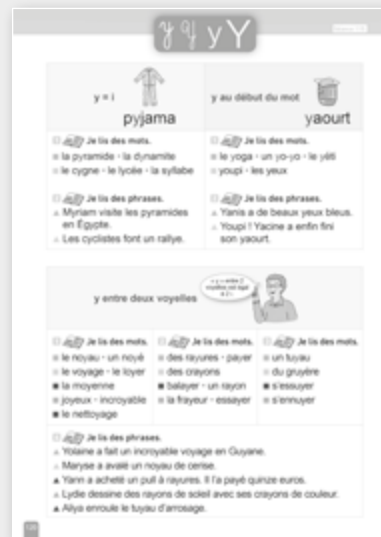 y y y Y
y = i
pyjama
y au début du mot
yaourt
Je lis des mots.
la pyramide - la dynamite
le cygne - le lycée - la syllabe
Je lis des phrases.
Myriam visite les pyramides
en Égypte.
Les cyclistes font un rallye.
Je lis des mots.
le yoga - un yo-yo - le yéti
youpi - les yeux
Je lis des phrases.
Yanis a de beaux yeux bleus.
Youpi ! Yacine a enfin fini
son yaourt.
y entre deux voyelles
Je lis des mots.
le noyau - un noyé
le voyage - le loyer
la moyenne
joyeux - incroyable
le nettoyage
Je lis des mots.
des rayures - payer
des crayons
balayer - un rayon
la frayeur - essayer
Je lis des mots.
un tuyau
du gruyère
s'essuyer
s'ennuyer
Je lis des phrases.
Yolaine a fait un incroyable voyage en Guyane.
Maryse a avalé un noyau de cerise.
Yann a acheté un pull à rayures. Il l'a payé quinze euros.
Lydie dessine des rayons de soleil avec ses crayons de couleur.
Aliya enroule le tuyau d'arrosage.